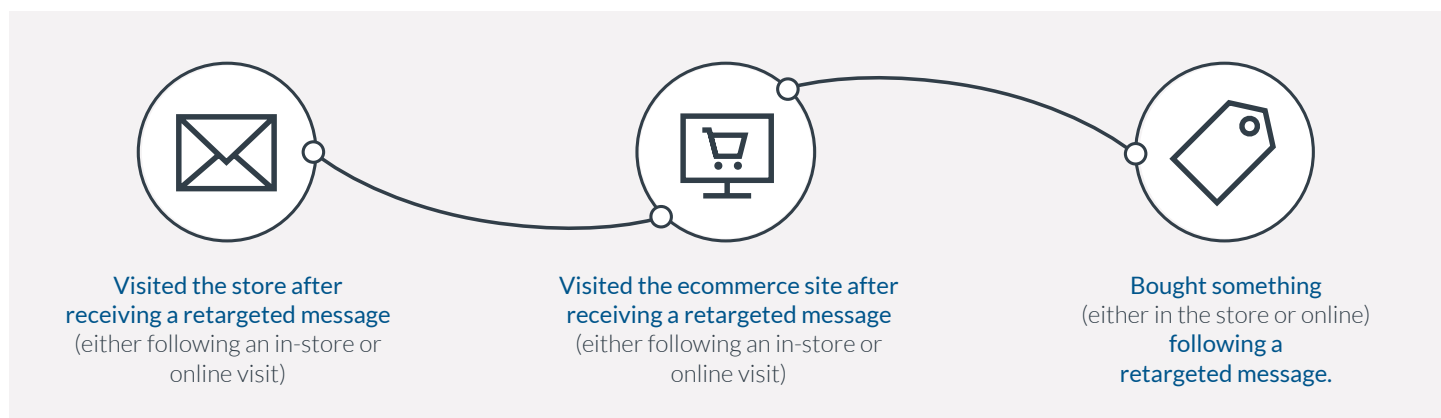 Visited the store after
receiving a retargeted message
(either following an in-store or
online visit)
Visited the ecommerce site after
receiving a retargeted message
(either following an in-store or
online visit)
Bought something
(either in the store or online)
following a
retargeted message.